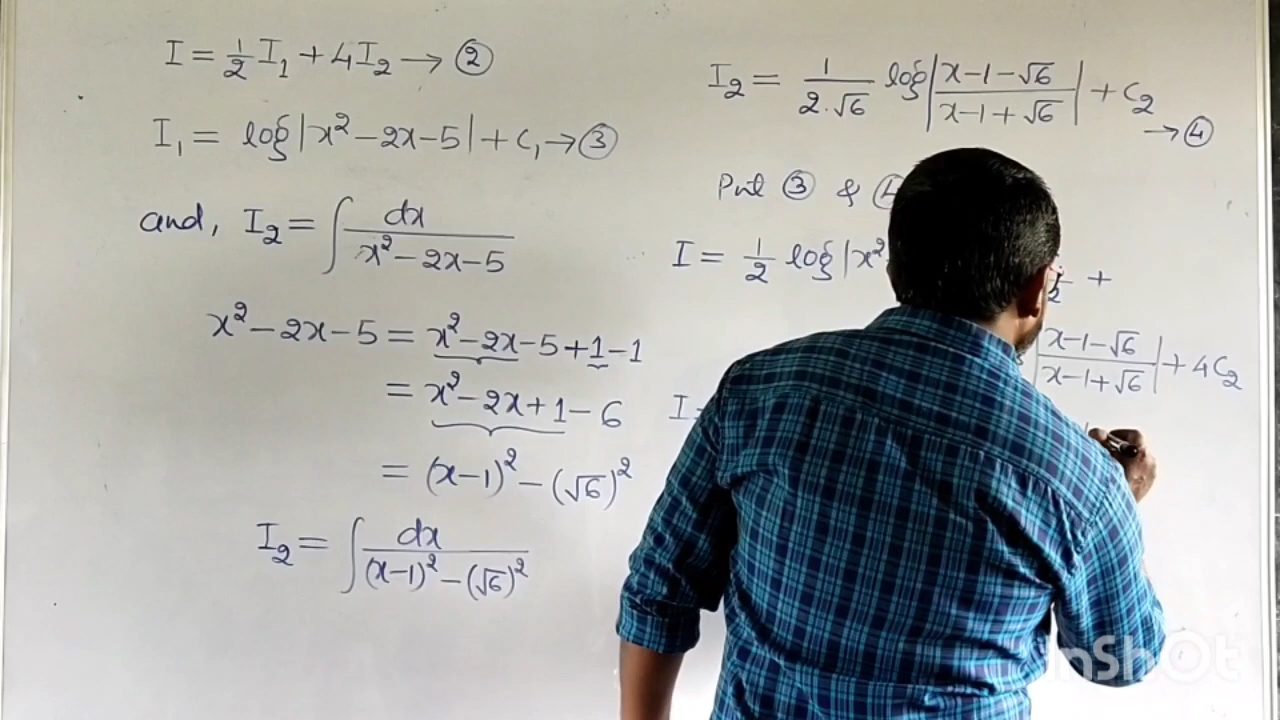 I = 1/2 I₁ + 4I₂ → ②
I₁ = log|x² − 2x − 5| + C₁ → ③
and, I₂ = ∫ dx / (x² − 2x − 5)
x² − 2x − 5 = x² − 2x − 5 + 1 − 1
= x² − 2x + 1 − 6
= (x − 1)² − (√6)²
I₂ = ∫ dx / ((x − 1)² − (√6)²)
I₂ = 1/(2.√6) log|(x − 1 − √6)/(x − 1 + √6)| + C₂
→ ④
Put ③ &
I = 1/2 log|x² +
|(x − 1 − √6)/(x − 1 + √6)| + 4C₂
I =
InShOt